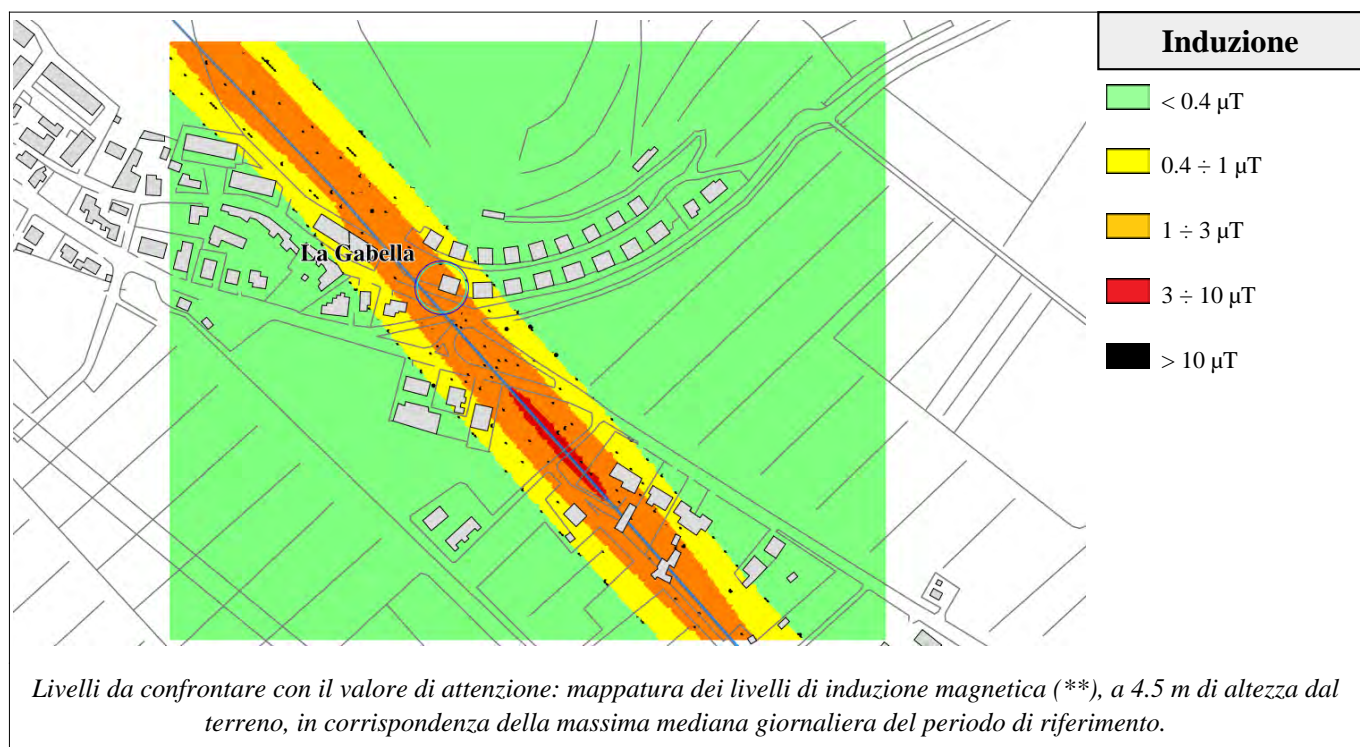 Induzione
< 0.4 μT
0.4 ÷ 1 μT
1 ÷ 3 μT
3 ÷ 10 μT
> 10 μT
La Gabella
Livelli da confrontare con il valore di attenzione: mappatura dei livelli di induzione magnetica (**), a 4.5 m di altezza dal
terreno, in corrispondenza della massima mediana giornaliera del periodo di riferimento.